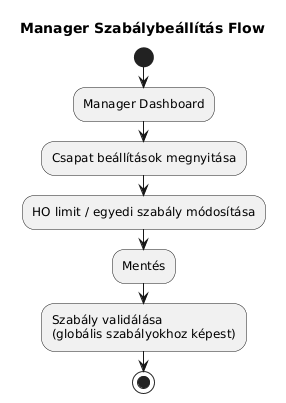 Manager Szabálybeállítás Flow
Manager Dashboard
Csapat beállítások megnyitása
HO limit / egyedi szabály módosítása
Mentés
Szabály validálása
(globális szabályokhoz képest)